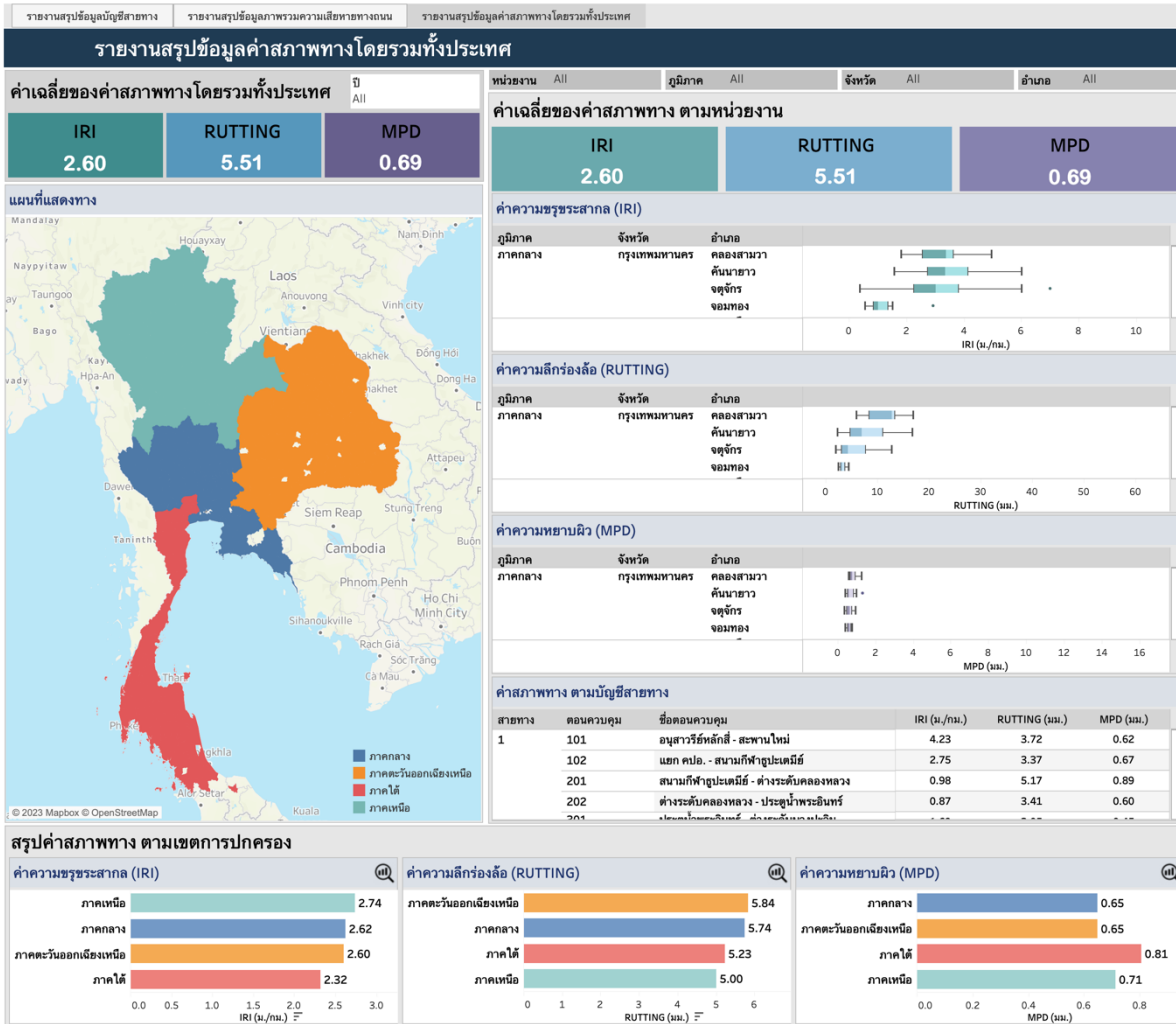 รายงานสรุปข้อมูลบัญชีสายทาง
รายงานสรุปข้อมูลภาพรวมความเสียหายทางถนน
รายงานสรุปข้อมูลค่าสภาพทางโดยรวมทั้งประเทศ
รายงานสรุปข้อมูลค่าสภาพทางโดยรวมทั้งประเทศ
ค่าเฉลี่ยของค่าสภาพทางโดยรวมทั้งประเทศ
ปี
All
IRI
2.60
RUTTING
5.51
MPD
0.69
แผนที่แสดงทาง
Mandalay
Houayxay
Nam Định
Naypyitaw
Laos
Taungoo
Anouvong
Vinh city
Bago
Vientian
Kay
Hpa-An
hakhek
Đồng Hới
vady
nakhet
Dong Ha
Attapeu
Dawe
Siem Reap
Stung Treng
Taninth
Cambodia
Buôn
Phnom Penh
Ho Chi
Minh City
Sihanoukville
Rach Giá
Sóc Trăng
Cà Mau
Than
Ph
gkhla
Alor Setar
Kuala
ภาคกลาง
ภาคตะวันออกเฉียงเหนือ
ภาคใต้
ภาคเหนือ
© 2023 Mapbox © OpenStreetMap
หน่วยงาน All
ภูมิภาค All
จังหวัด All
อำเภอ All
ค่าเฉลี่ยของค่าสภาพทาง ตามหน่วยงาน
IRI
2.60
RUTTING
5.51
MPD
0.69
ค่าความขรุขระสากล (IRI)
ภูมิภาค จังหวัด อำเภอ
ภาคกลาง กรุงเทพมหานคร คลองสามวา
คันนายาว
จตุจักร
จอมทอง
0 2 4 6 8 10
IRI (ม./กม.)
ค่าความลึกร่องล้อ (RUTTING)
ภูมิภาค จังหวัด อำเภอ
ภาคกลาง กรุงเทพมหานคร คลองสามวา
คันนายาว
จตุจักร
จอมทอง
0 10 20 30 40 50 60
RUTTING (มม.)
ค่าความหยาบผิว (MPD)
ภูมิภาค จังหวัด อำเภอ
ภาคกลาง กรุงเทพมหานคร คลองสามวา
คันนายาว
จตุจักร
จอมทอง
0 2 4 6 8 10 12 14 16
MPD (มม.)
ค่าสภาพทาง ตามบัญชีสายทาง
สายทาง ตอนควบคุม ชื่อตอนควบคุม IRI (ม./กม.) RUTTING (มม.) MPD (มม.)
1 101 อนุสาวรีย์หลักสี่ - สะพานใหม่ 4.23 3.72 0.62
102 แยก คปอ. - สนามกีฬาธูปะเตมีย์ 2.75 3.37 0.67
201 สนามกีฬาธูปะเตมีย์ - ต่างระดับคลองหลวง 0.98 5.17 0.89
202 ต่างระดับคลองหลวง - ประตูน้ำพระอินทร์ 0.87 3.41 0.60
สรุปค่าสภาพทาง ตามเขตการปกครอง
ค่าความขรุขระสากล (IRI)
ภาคเหนือ 2.74
ภาคกลาง 2.62
ภาคตะวันออกเฉียงเหนือ 2.60
ภาคใต้ 2.32
0.0 0.5 1.0 1.5 2.0 2.5 3.0
IRI (ม./กม.)
ค่าความลึกร่องล้อ (RUTTING)
ภาคตะวันออกเฉียงเหนือ 5.84
ภาคกลาง 5.74
ภาคใต้ 5.23
ภาคเหนือ 5.00
0 1 2 3 4 5 6
RUTTING (มม.)
ค่าความหยาบผิว (MPD)
ภาคกลาง 0.65
ภาคตะวันออกเฉียงเหนือ 0.65
ภาคใต้ 0.81
ภาคเหนือ 0.71
0.0 0.2 0.4 0.6 0.8
MPD (มม.)